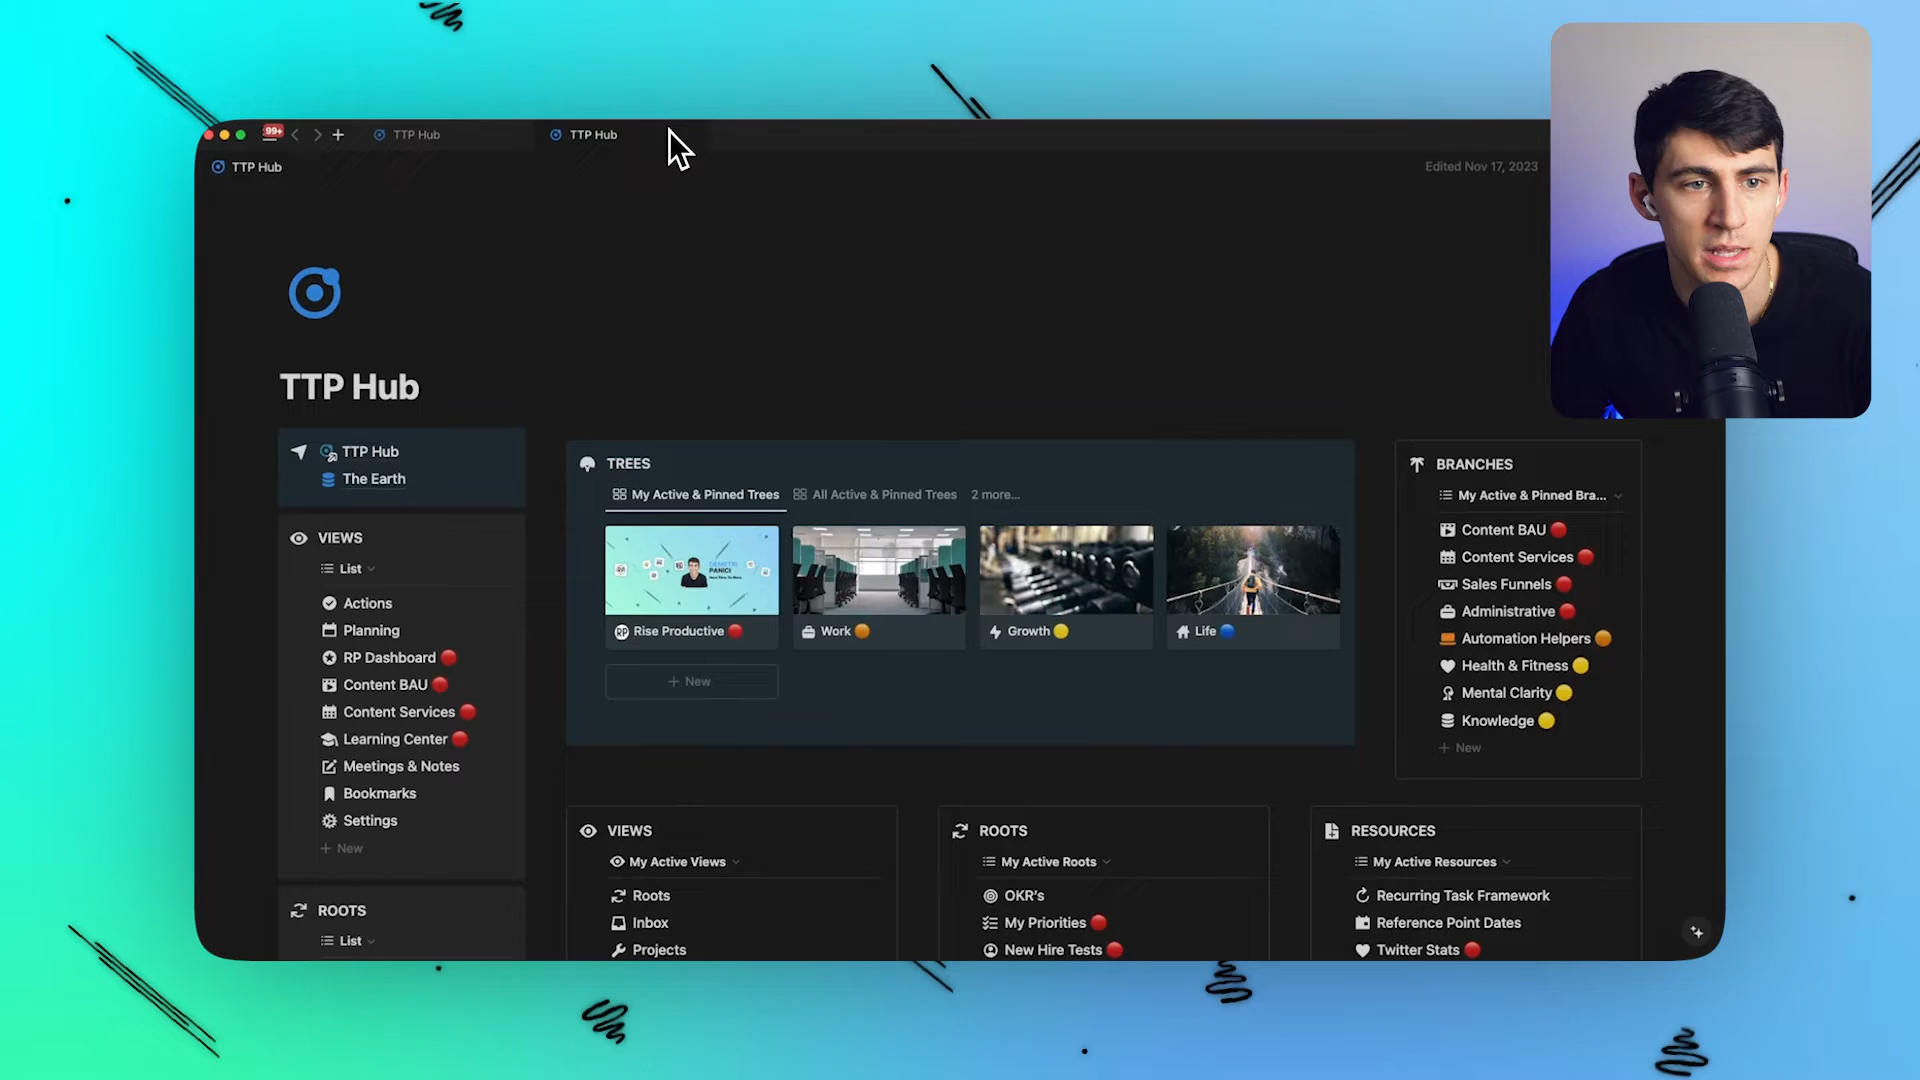 99+
TTP Hub
TTP Hub
TTP Hub
Edited Nov 17, 2023
TTP Hub
TTP Hub
The Earth
VIEWS
List
Actions
Planning
RP Dashboard
Content BAU
Content Services
Learning Center
Meetings & Notes
Bookmarks
Settings
+ New
ROOTS
List
TREES
My Active & Pinned Trees
All Active & Pinned Trees
2 more...
DEMETRI
PANICI
RP Rise Productive
Work
Growth
Life
+ New
BRANCHES
My Active & Pinned Bra...
Content BAU
Content Services
Sales Funnels
Administrative
Automation Helpers
Health & Fitness
Mental Clarity
Knowledge
+ New
VIEWS
My Active Views
Roots
Inbox
Projects
ROOTS
My Active Roots
OKR's
My Priorities
New Hire Tests
RESOURCES
My Active Resources
Recurring Task Framework
Reference Point Dates
Twitter Stats